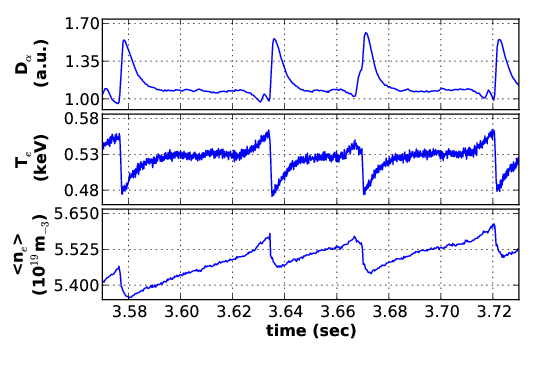 1.70
1.35
1.00
Dα
(a.u.)
0.58
0.53
0.48
Te
(keV)
5.650
5.525
5.400
<ne>
(10¹⁹ m₋₃)
3.58 3.60 3.62 3.64 3.66 3.68 3.70 3.72
time (sec)